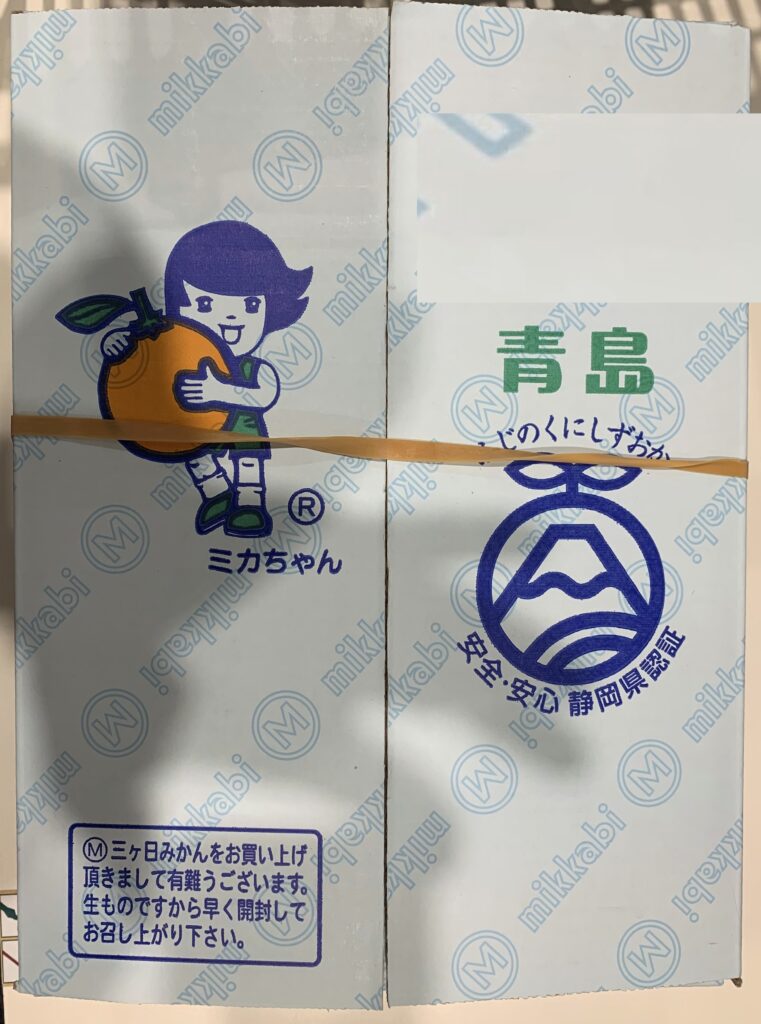 mikkabi
M
®
ミカちゃん
Ⓜ三ヶ日みかんをお買い上げ
頂きまして有難うございます。
生ものですから早く開封して
お召し上がり下さい。
青島
じのくにしずおか
安全・安心 静岡県認証